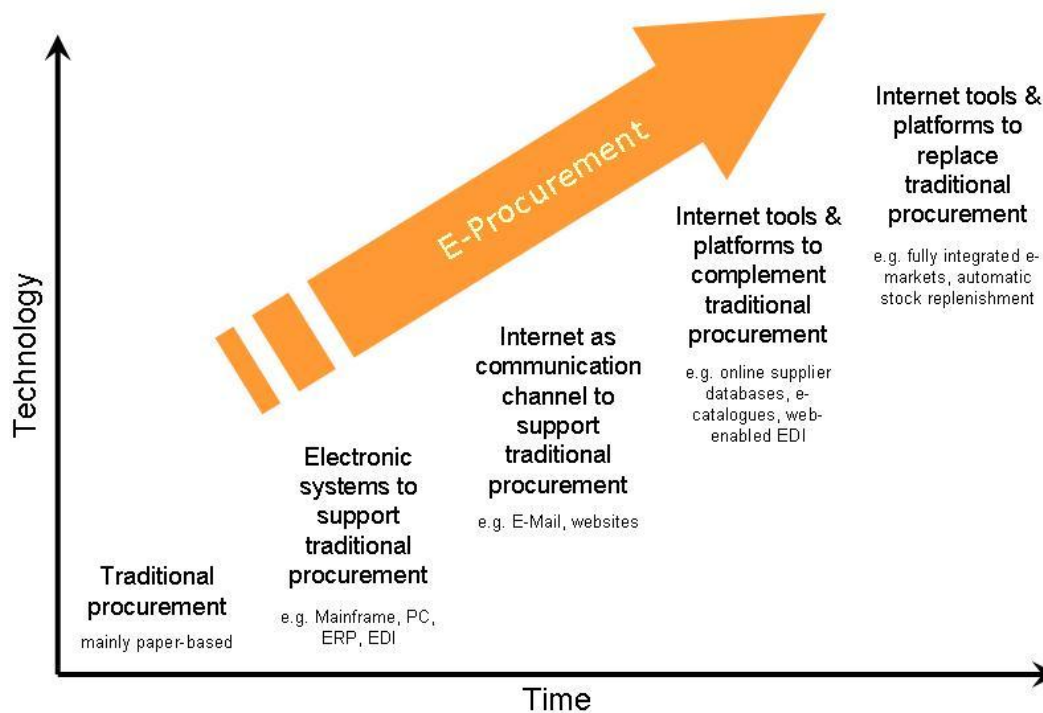 Technology
E-Procurement
Traditional
procurement
mainly paper-based
Electronic
systems to
support
traditional
procurement
e.g. Mainframe, PC,
ERP, EDI
Internet as
communication
channel to
support
traditional
procurement
e.g. E-Mail, websites
Internet tools &
platforms to
complement
traditional
procurement
e.g. online supplier
databases, e-
catalogues, web-
enabled EDI
Internet tools &
platforms to
replace
traditional
procurement
e.g. fully integrated e-
markets, automatic
stock replenishment
Time